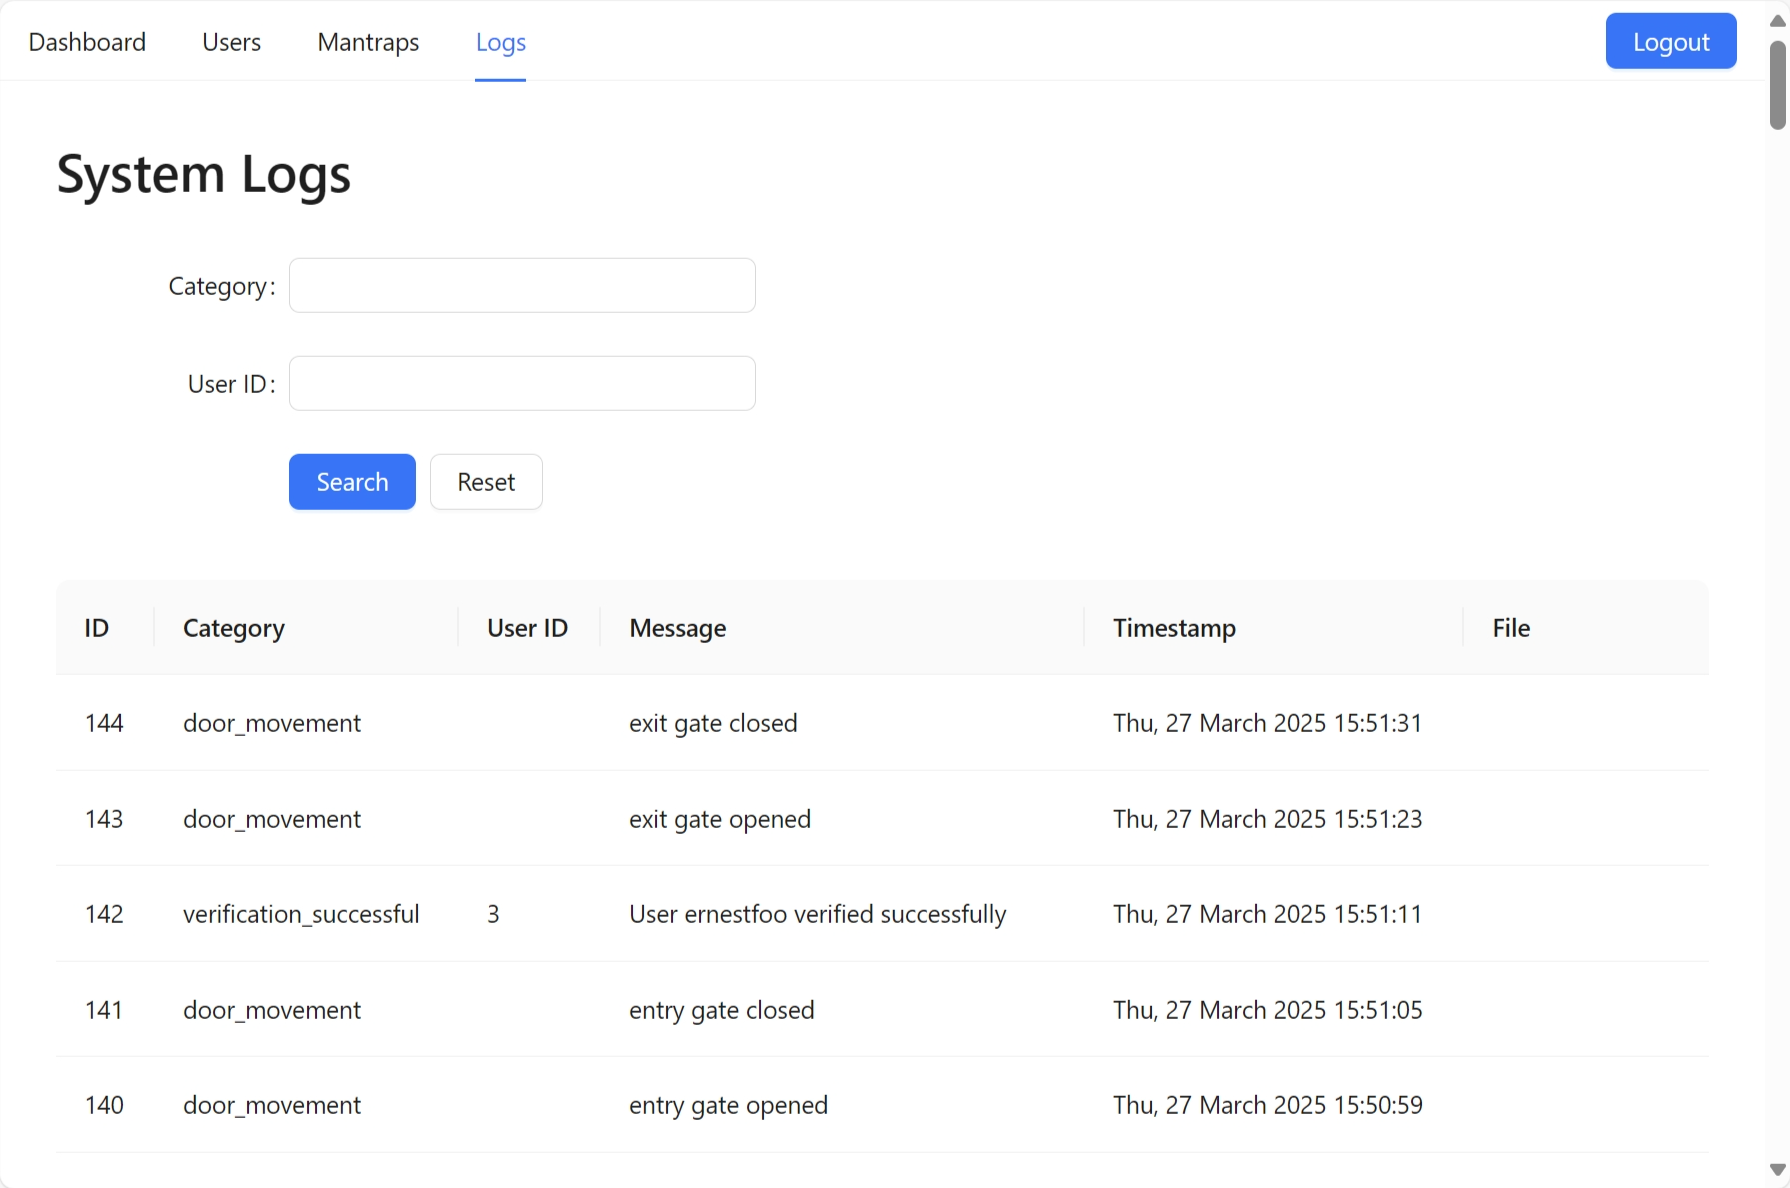 Dashboard Users Mantraps Logs Logout
System Logs
Category:
User ID:
Search Reset
ID Category User ID Message Timestamp File
144 door_movement exit gate closed Thu, 27 March 2025 15:51:31
143 door_movement exit gate opened Thu, 27 March 2025 15:51:23
142 verification_successful 3 User ernestfoo verified successfully Thu, 27 March 2025 15:51:11
141 door_movement entry gate closed Thu, 27 March 2025 15:51:05
140 door_movement entry gate opened Thu, 27 March 2025 15:50:59